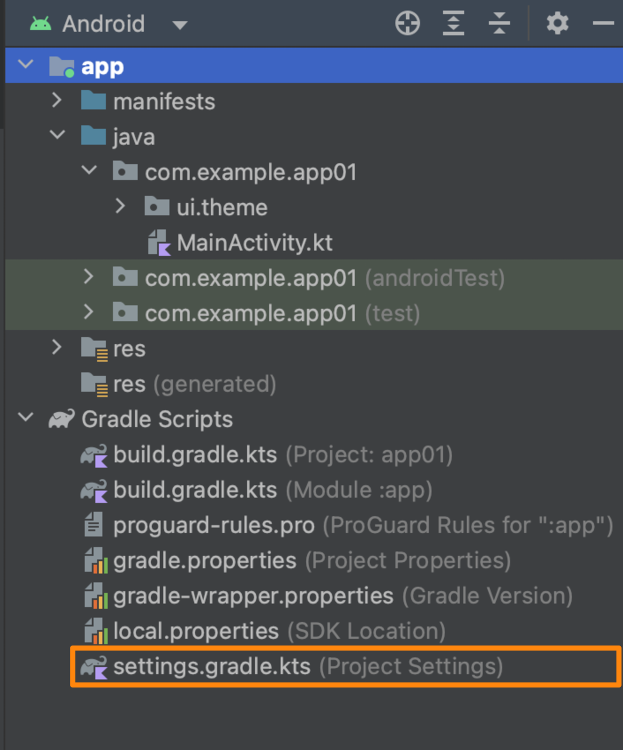 Android
app
manifests
java
com.example.app01
ui.theme
MainActivity.kt
com.example.app01 (androidTest)
com.example.app01 (test)
res
res (generated)
Gradle Scripts
build.gradle.kts (Project: app01)
build.gradle.kts (Module :app)
proguard-rules.pro (ProGuard Rules for ":app")
gradle.properties (Project Properties)
gradle-wrapper.properties (Gradle Version)
local.properties (SDK Location)
settings.gradle.kts (Project Settings)